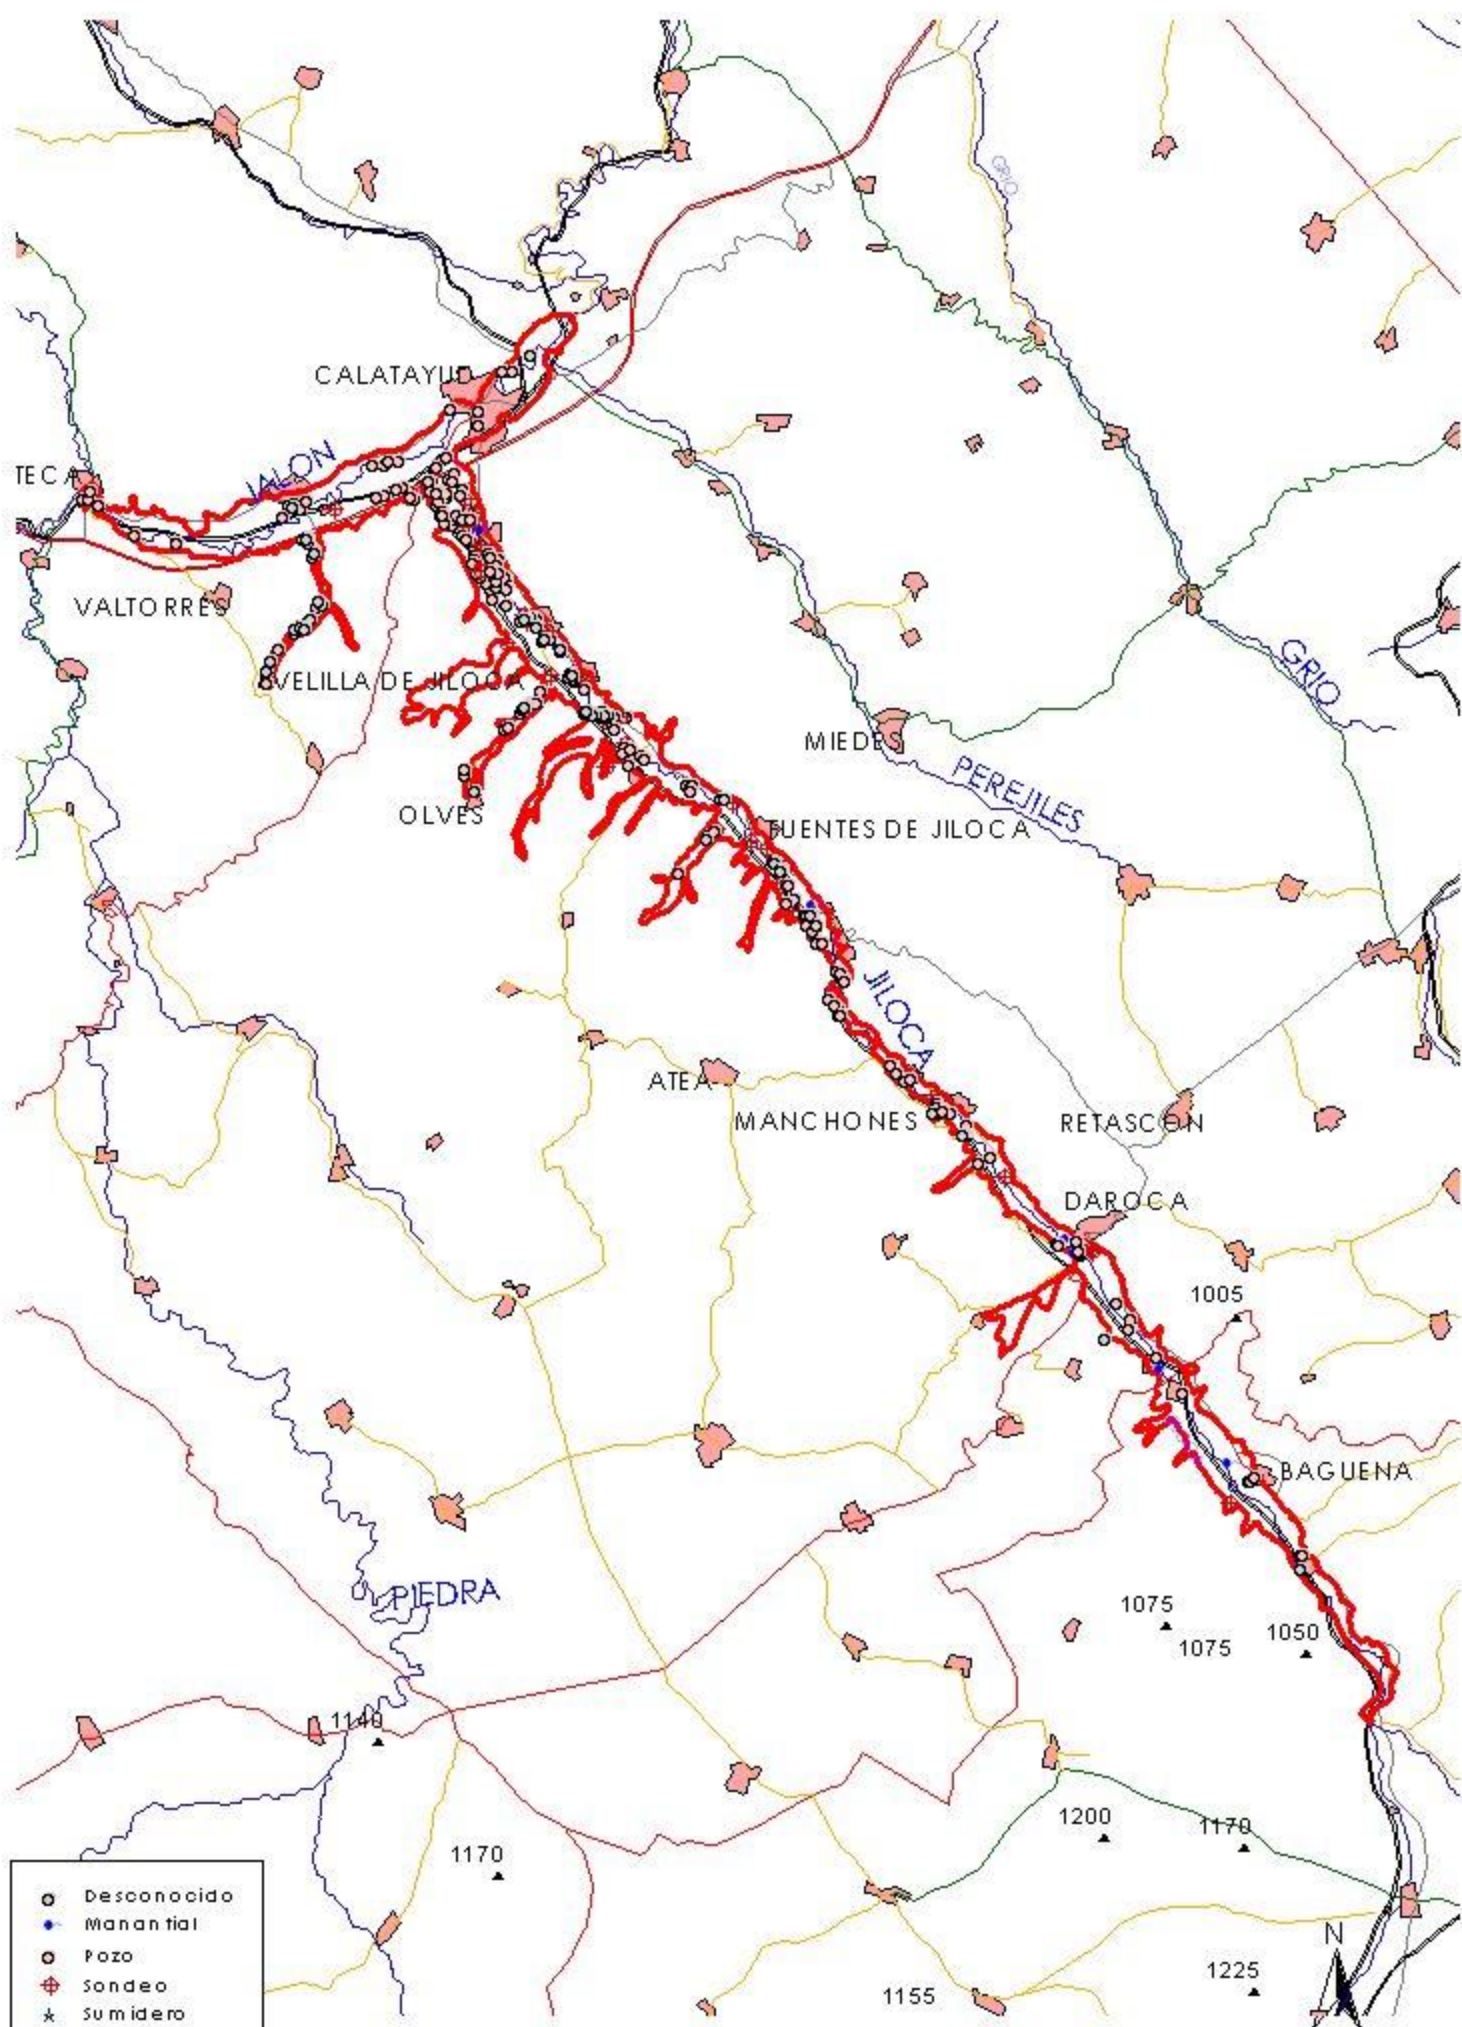 GRIO
CALATAYUD
JALON
TECA
VALTORRES
VELILLA DE JILOCA
GRIO
MIEDES
PEREJILES
OLVES
FUENTES DE JILOCA
JILOCA
ATEA
MANCHONES
RETASCON
DAROCA
1005
BAGUENA
PIEDRA
1075
1075
1050
1140
1200
1170
1170
Desconocido
Manantial
Pozo
Sondeo
Sumidero
N
1225
1155